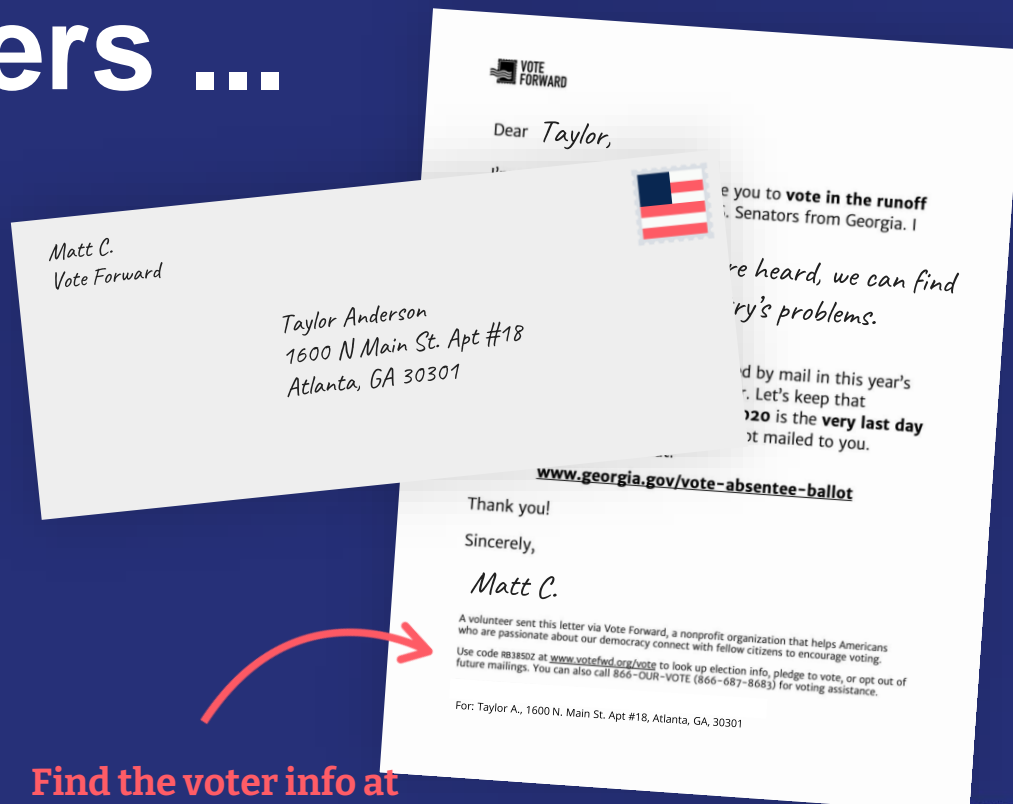 ers ...
VOTE
FORWARD
Dear Taylor,
I'm
e you to vote in the runoff
. Senators from Georgia. I
re heard, we can find
ry's problems.
d by mail in this year's
r. Let's keep that
020 is the very last day
ot mailed to you.
www.georgia.gov/vote-absentee-ballot
Thank you!
Sincerely,
Matt C.
A volunteer sent this letter via Vote Forward, a nonprofit organization that helps Americans
who are passionate about our democracy connect with fellow citizens to encourage voting.
Use code RB385DZ at www.votefwd.org/vote to look up election info, pledge to vote, or opt out of
future mailings. You can also call 866-OUR-VOTE (866-687-8683) for voting assistance.
For: Taylor A., 1600 N. Main St. Apt #18, Atlanta, GA, 30301
Matt C.
Vote Forward
Taylor Anderson
1600 N Main St. Apt #18
Atlanta, GA 30301
Find the voter info at